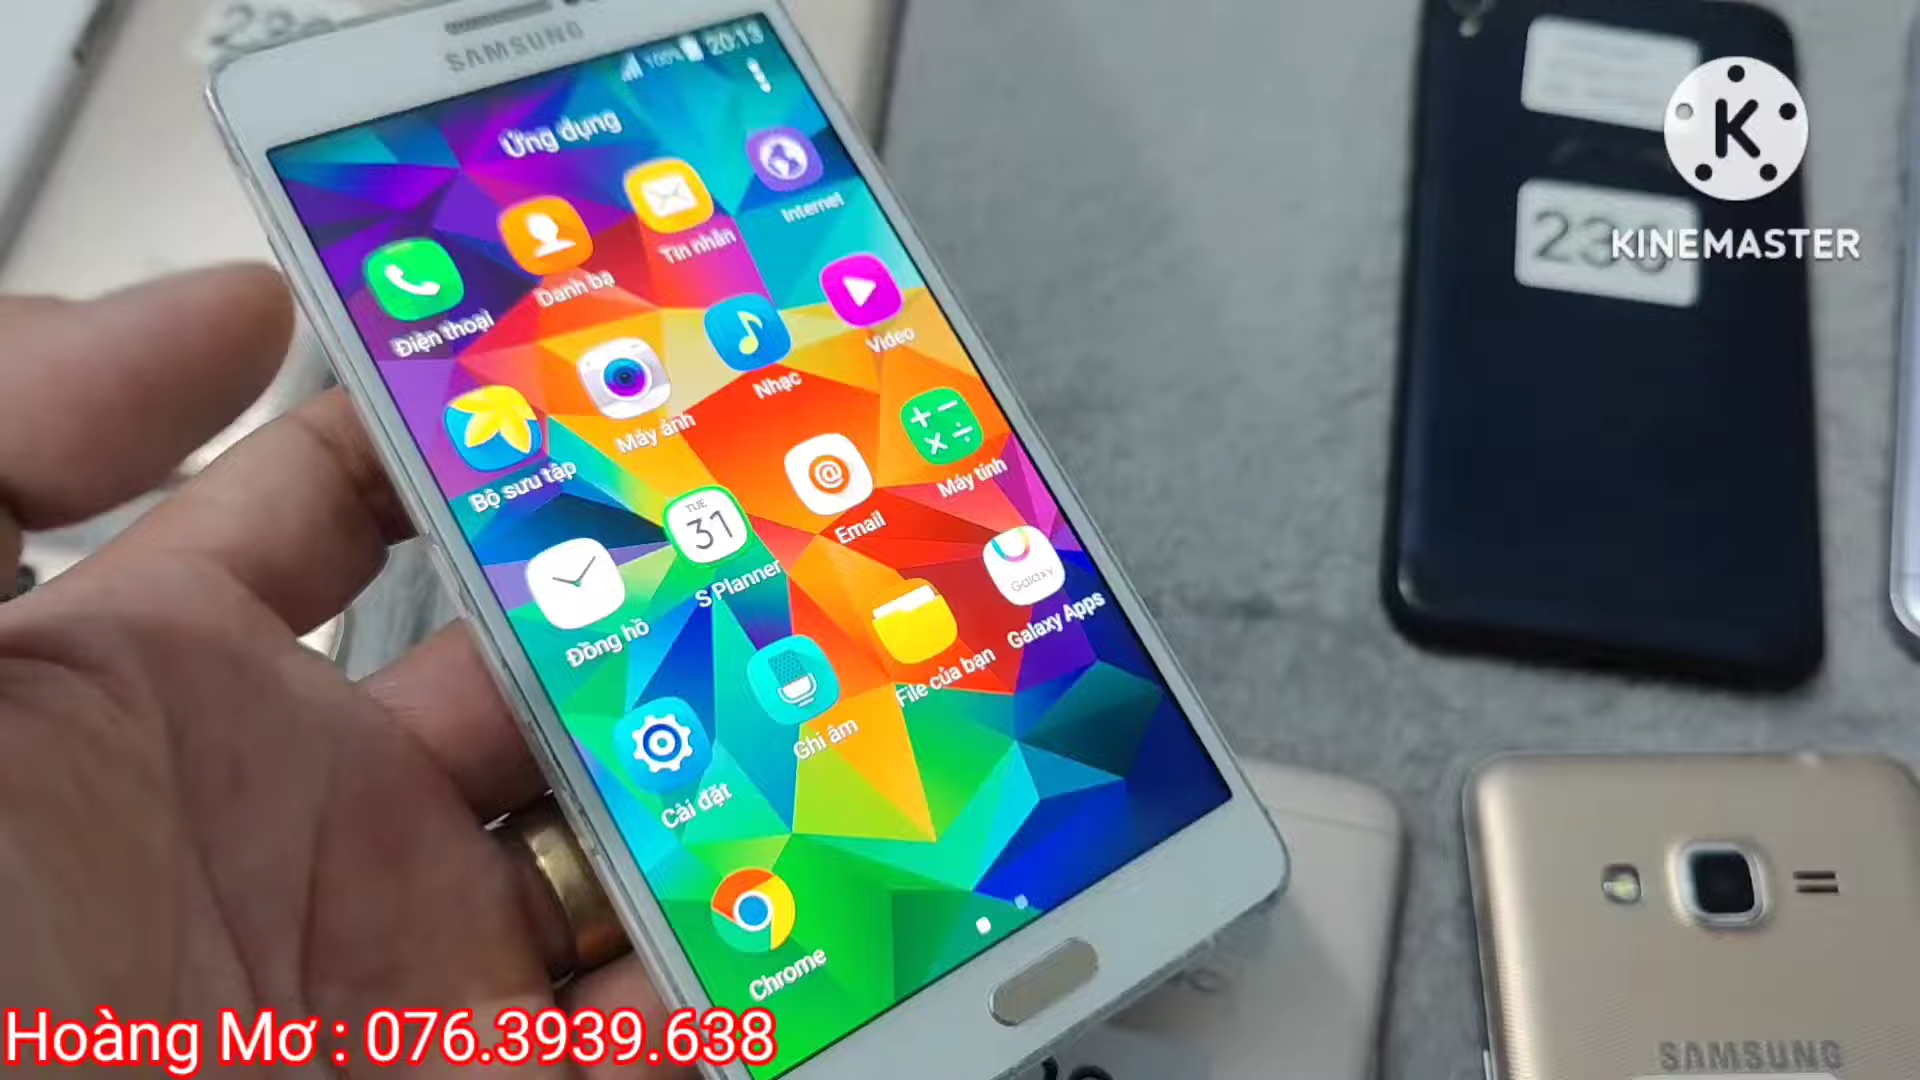 SAMSUNG
100% 20:13
Ứng dụng
Điện thoại
Danh bạ
Tin nhắn
Internet
Bộ sưu tập
Máy ảnh
Nhạc
Video
Đồng hồ
TUE
31
S Planner
@
Email
Máy tính
Cài đặt
Ghi âm
File của bạn
Galaxy
Galaxy Apps
Chrome
K
KINEMASTER
SAMSUNG
Hoàng Mơ : 076.3939.638